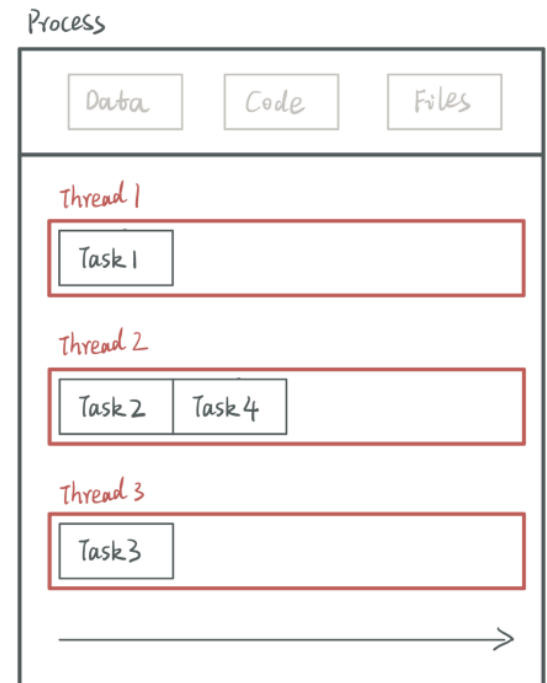 Process
Data Code Files
Thread 1
Task 1
Thread 2
Task 2 Task 4
Thread 3
Task 3